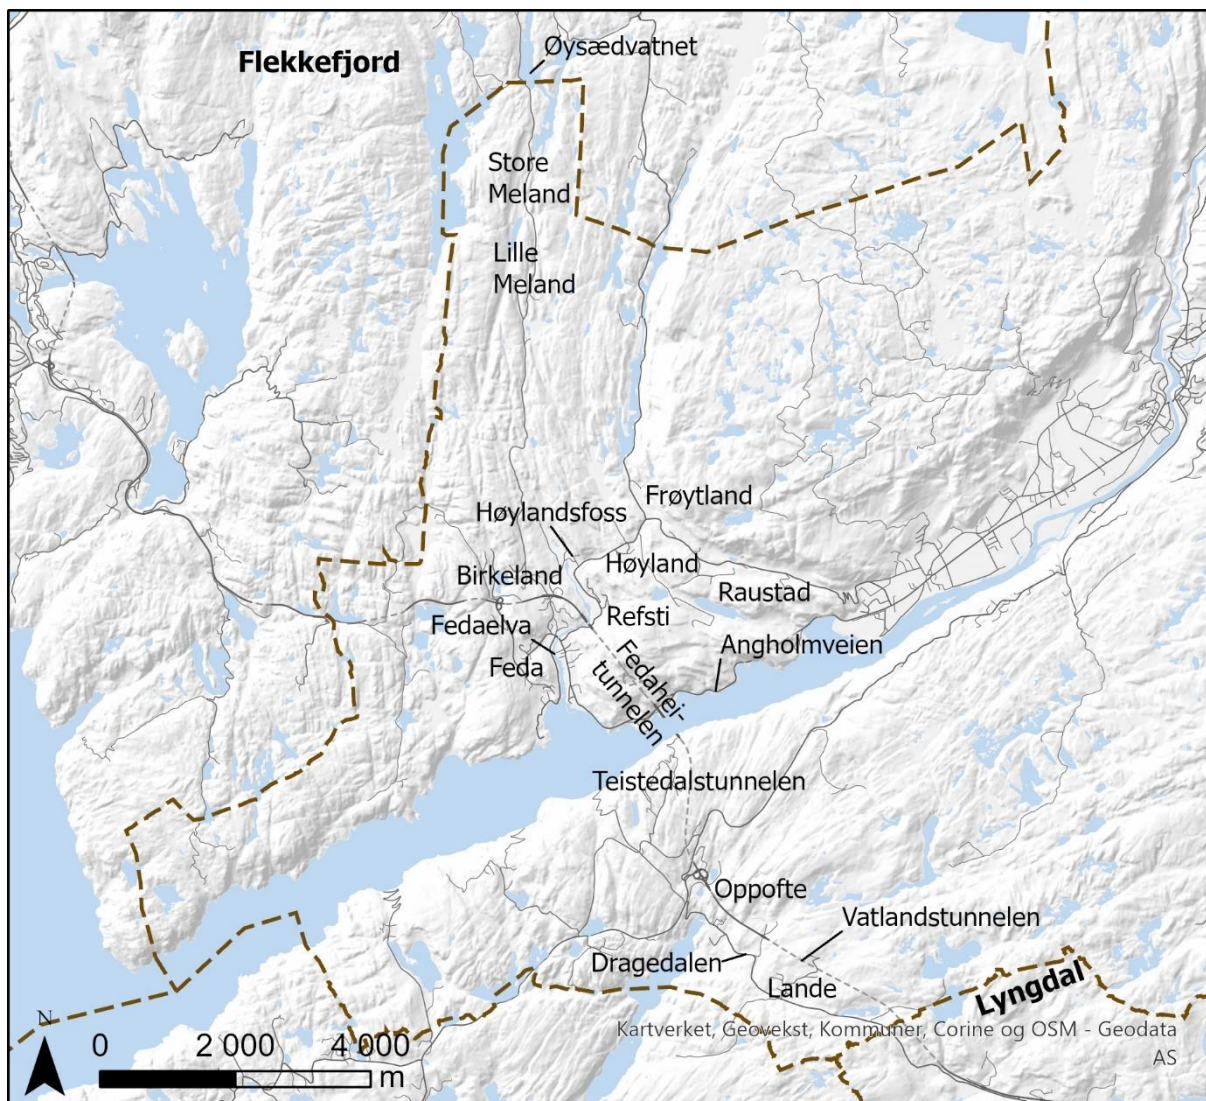 Øysædvatnet
Flekkefjord
Store
Meland
Lille
Meland
Frøytland
Høylandsfoss
Høyland
Birkeland
Raustad
Refsti
Fedaelva
Angholmveien
Feda
Fedahei-
tunnelen
Teistedalstunnelen
Oppofte
Vatlandstunnelen
Dragedalen
Lande
Lyngdal
Kartverket, Geovekst, Kommuner, Corine og OSM - Geodata
AS
N
0 2 000 4 000
m